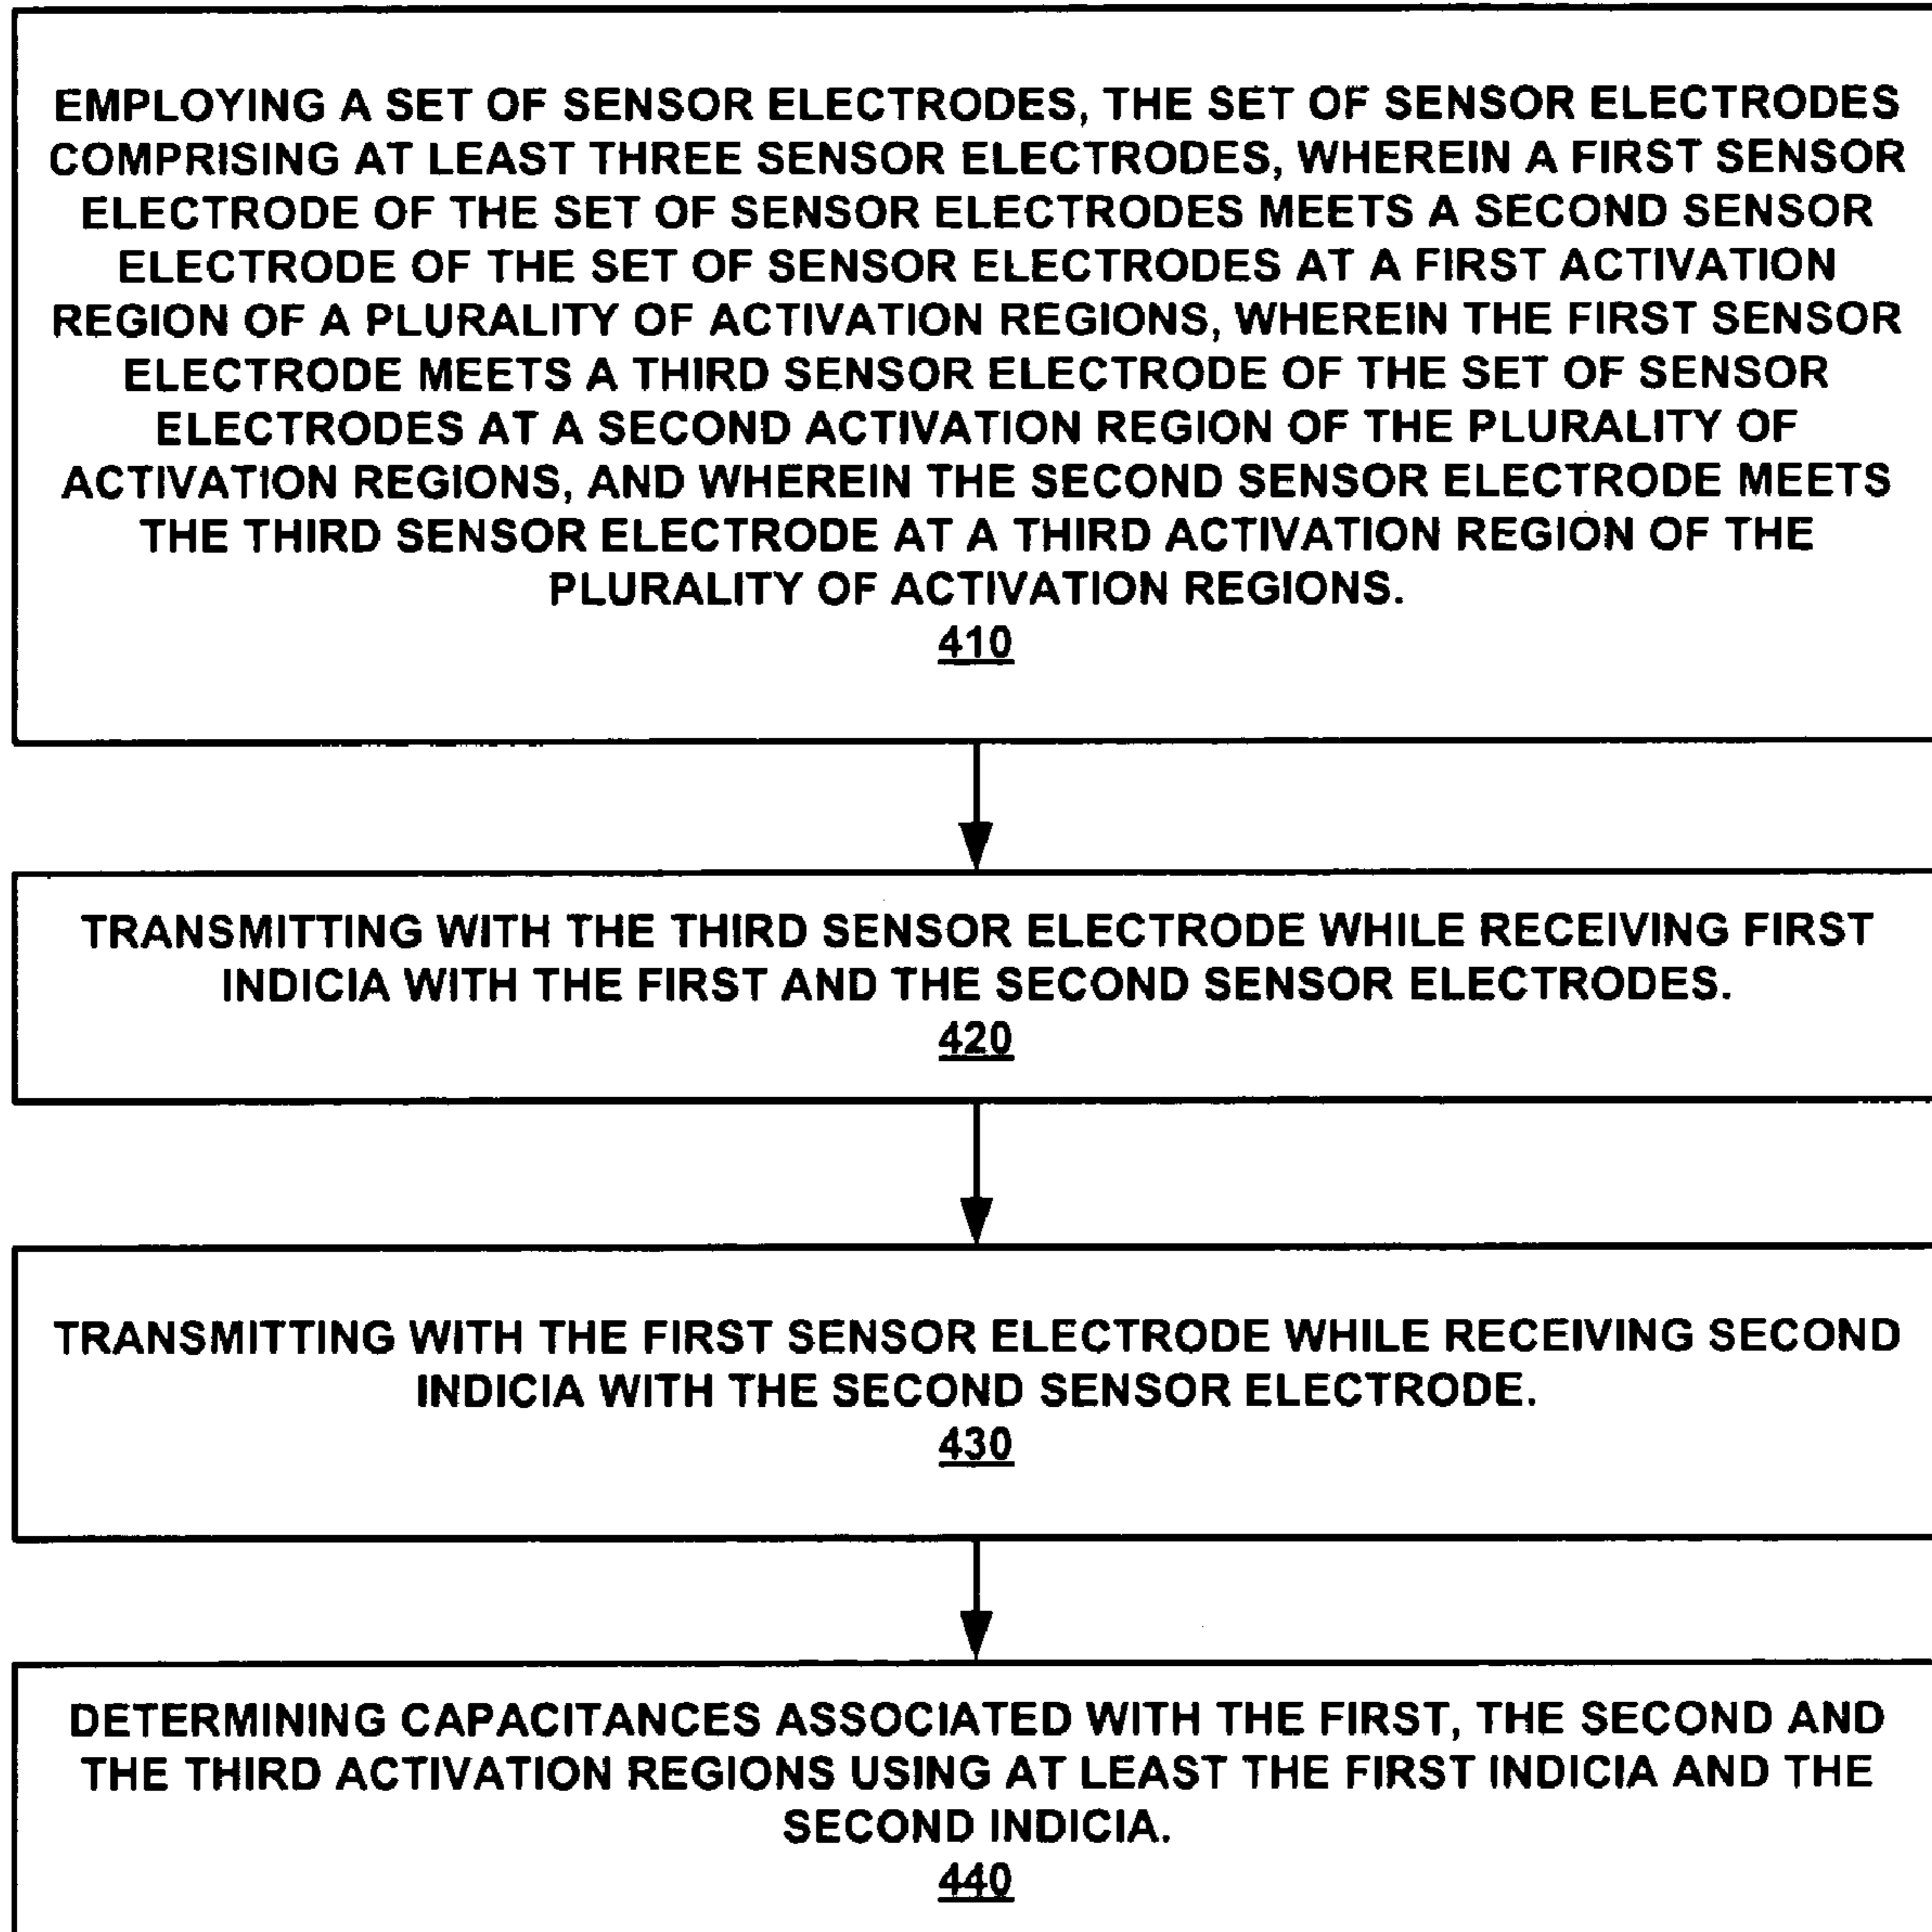 EMPLOYING A SET OF SENSOR ELECTRODES, THE SET OF SENSOR ELECTRODES
COMPRISING AT LEAST THREE SENSOR ELECTRODES, WHEREIN A FIRST SENSOR
ELECTRODE OF THE SET OF SENSOR ELECTRODES MEETS A SECOND SENSOR
ELECTRODE OF THE SET OF SENSOR ELECTRODES AT A FIRST ACTIVATION
REGION OF A PLURALITY OF ACTIVATION REGIONS, WHEREIN THE FIRST SENSOR
ELECTRODE MEETS A THIRD SENSOR ELECTRODE OF THE SET OF SENSOR
ELECTRODES AT A SECOND ACTIVATION REGION OF THE PLURALITY OF
ACTIVATION REGIONS, AND WHEREIN THE SECOND SENSOR ELECTRODE MEETS
THE THIRD SENSOR ELECTRODE AT A THIRD ACTIVATION REGION OF THE
PLURALITY OF ACTIVATION REGIONS.
410
TRANSMITTING WITH THE THIRD SENSOR ELECTRODE WHILE RECEIVING FIRST
INDICIA WITH THE FIRST AND THE SECOND SENSOR ELECTRODES.
420
TRANSMITTING WITH THE FIRST SENSOR ELECTRODE WHILE RECEIVING SECOND
INDICIA WITH THE SECOND SENSOR ELECTRODE.
430
DETERMINING CAPACITANCES ASSOCIATED WITH THE FIRST, THE SECOND AND
THE THIRD ACTIVATION REGIONS USING AT LEAST THE FIRST INDICIA AND THE
SECOND INDICIA.
440